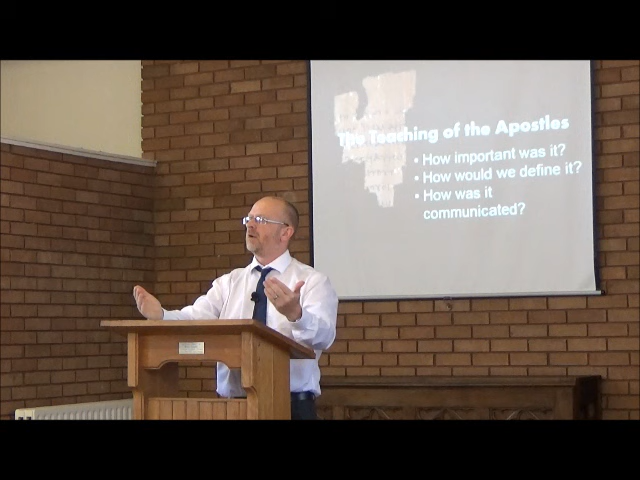 The Teaching of the Apostles
▪ How important was it?
▪ How would we define it?
▪ How was it
communicated?